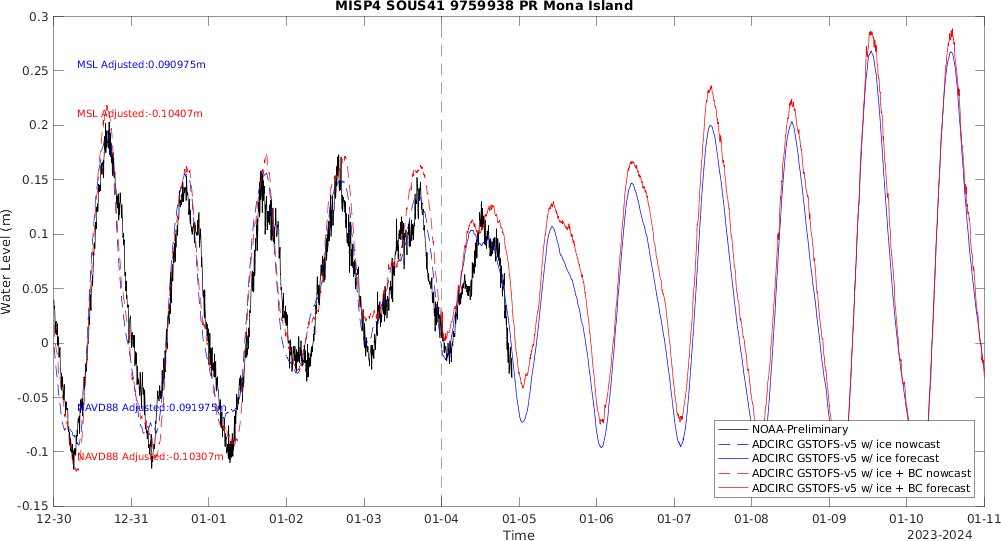 MISP4 SOUS41 9759938 PR Mona Island
0.3
0.25
0.2
0.15
0.1
0.05
0
-0.05
-0.1
-0.15
Water Level (m)
MSL Adjusted:0.090975m
MSL Adjusted:-0.10407m
NAVD88 Adjusted:0.091975m
NAVD88 Adjusted:-0.10307m
NOAA-Preliminary
ADCIRC GSTOFS-v5 w/ ice nowcast
ADCIRC GSTOFS-v5 w/ ice forecast
ADCIRC GSTOFS-v5 w/ ice + BC nowcast
ADCIRC GSTOFS-v5 w/ ice + BC forecast
12-30 12-31 01-01 01-02 01-03 01-04 01-05 01-06 01-07 01-08 01-09 01-10 01-11
Time
2023-2024